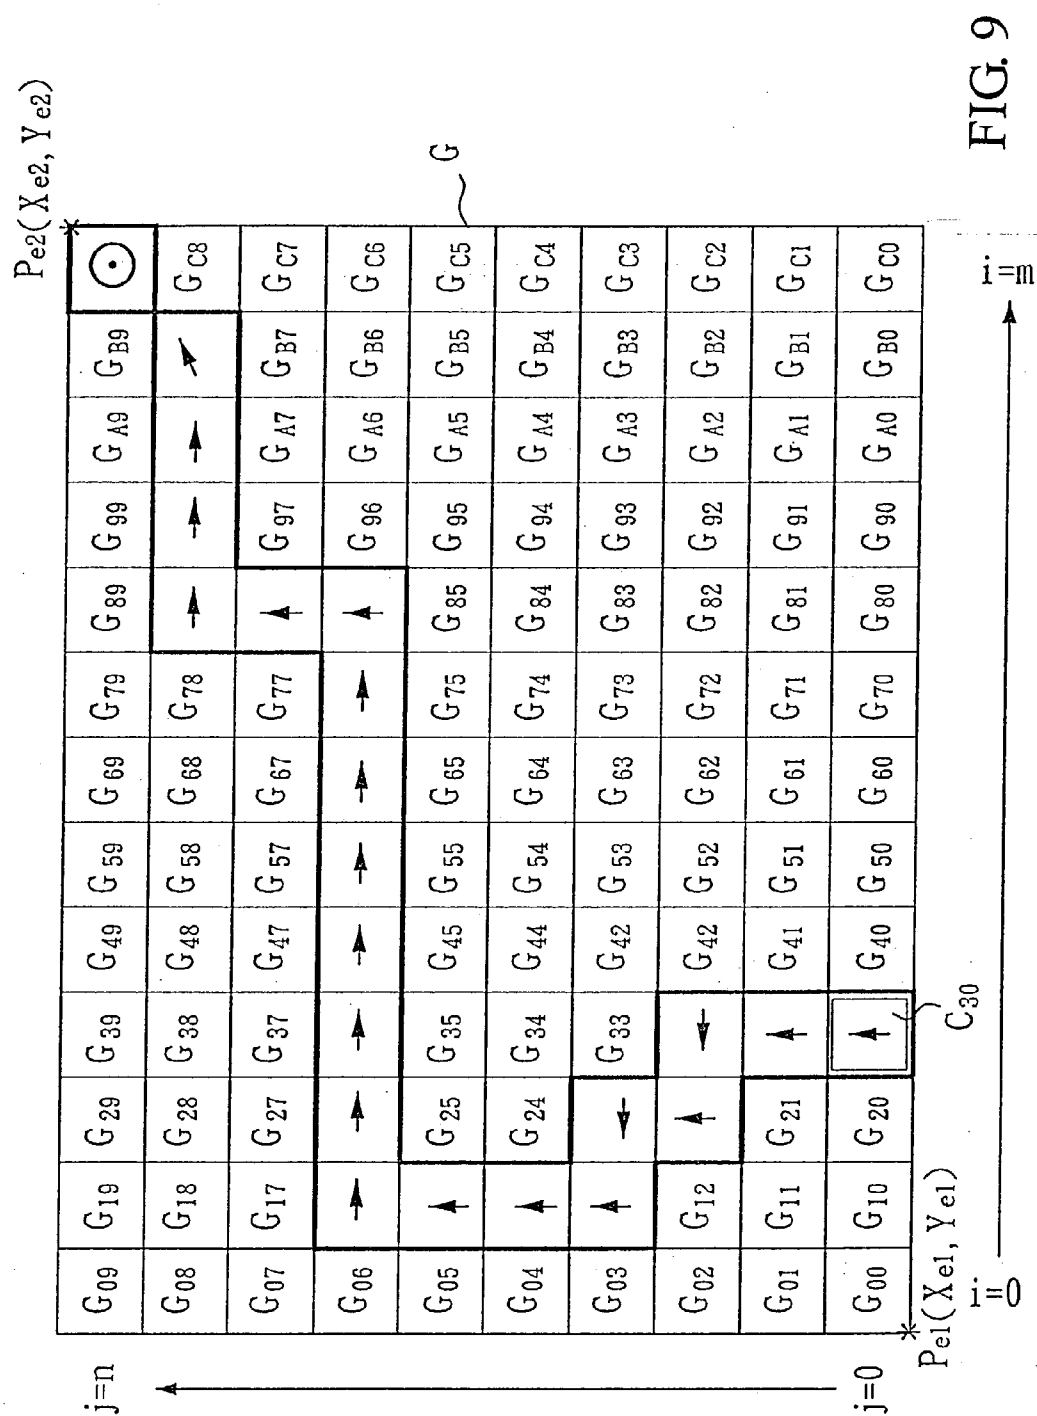 Pe2(Xe2, Ye2)
j=n
G09 G19 G29 G39 G49 G59 G69 G79 G89 G99 GA9 GB9
G08 G18 G28 G38 G48 G58 G68 G78 GC8
G07 G17 G27 G37 G47 G57 G67 G77 G97 GA7 GB7 GC7
G06 G96 GA6 GB6 GC6
G05 G25 G35 G45 G55 G65 G75 G85 G95 GA5 GB5 GC5
G
G04 G24 G34 G44 G54 G64 G74 G84 G94 GA4 GB4 GC4
G03 G33 G42 G53 G63 G73 G83 G93 GA3 GB3 GC3
G02 G12 G42 G52 G62 G72 G82 G92 GA2 GB2 GC2
G01 G11 G21 G41 G51 G61 G71 G81 G91 GA1 GB1 GC1
G00 G10 G20 G40 G50 G60 G70 G80 G90 GA0 GB0 GC0
j=0
Pe1(Xe1, Ye1)
C30
i=0
i=m
FIG. 9